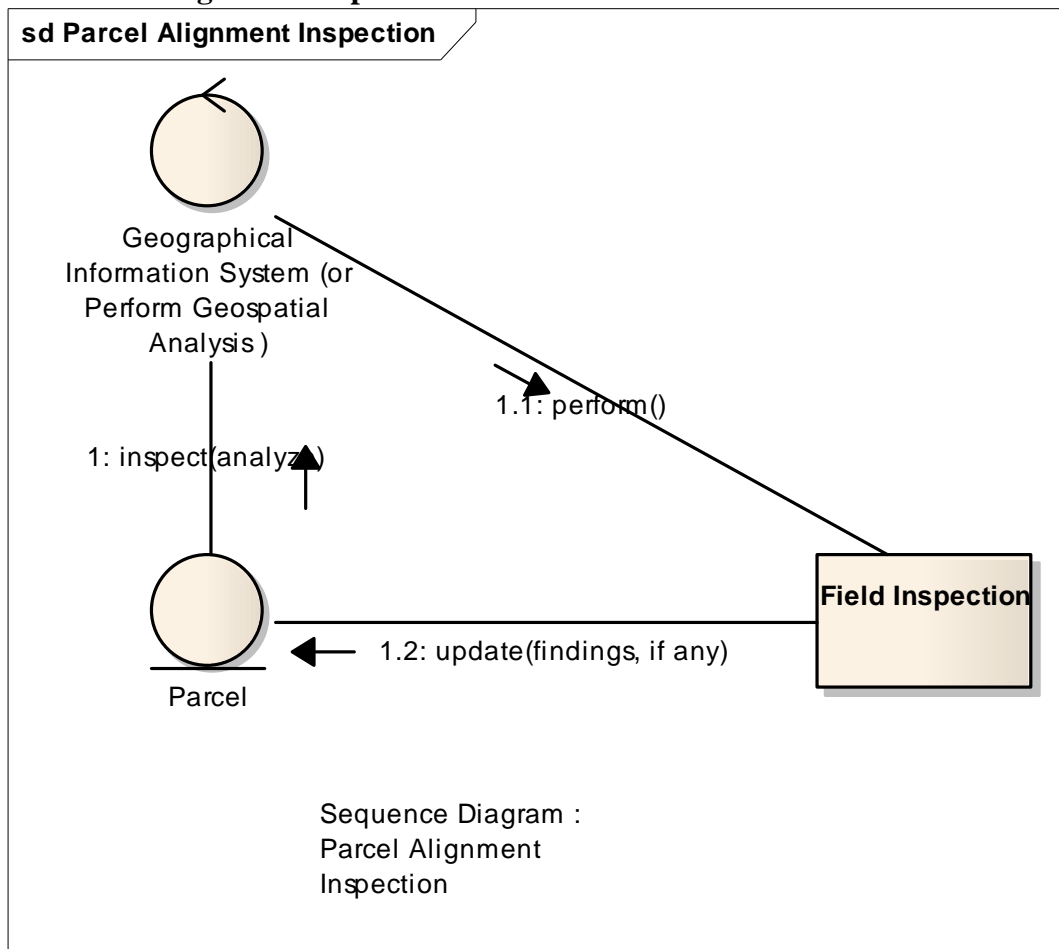 sd Parcel Alignment Inspection
Geographical
Information System (or
Perform Geospatial
Analysis )
1.1: perform()
1: inspect(analyze)
Field Inspection
1.2: update(findings, if any)
Parcel
Sequence Diagram :
Parcel Alignment
Inspection